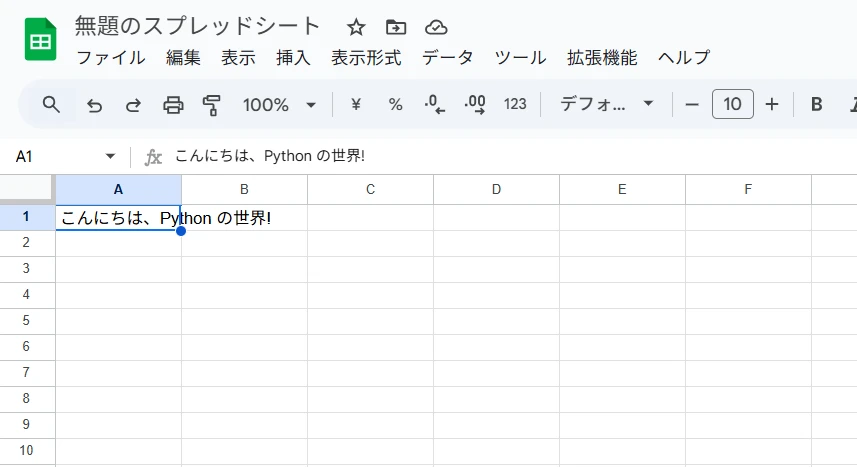 無題のスプレッドシート
ファイル 編集 表示 挿入 表示形式 データ ツール 拡張機能 ヘルプ
100% ¥ % .0 .00 123 デフォ... 10 B
A1 fx こんにちは、Python の世界!
A B C D E F
1 こんにちは、Python の世界!
2
3
4
5
6
7
8
9
10